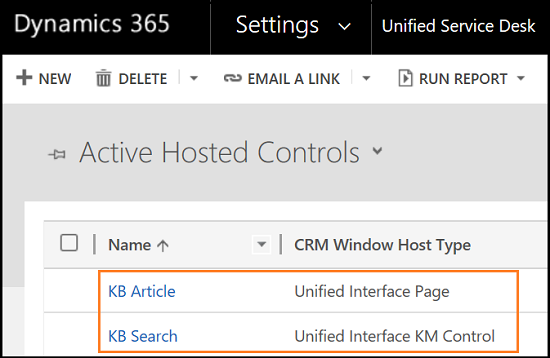 Dynamics 365 Settings Unified Service Desk
NEW DELETE EMAIL A LINK RUN REPORT
Active Hosted Controls
Name CRM Window Host Type
KB Article Unified Interface Page
KB Search Unified Interface KM Control